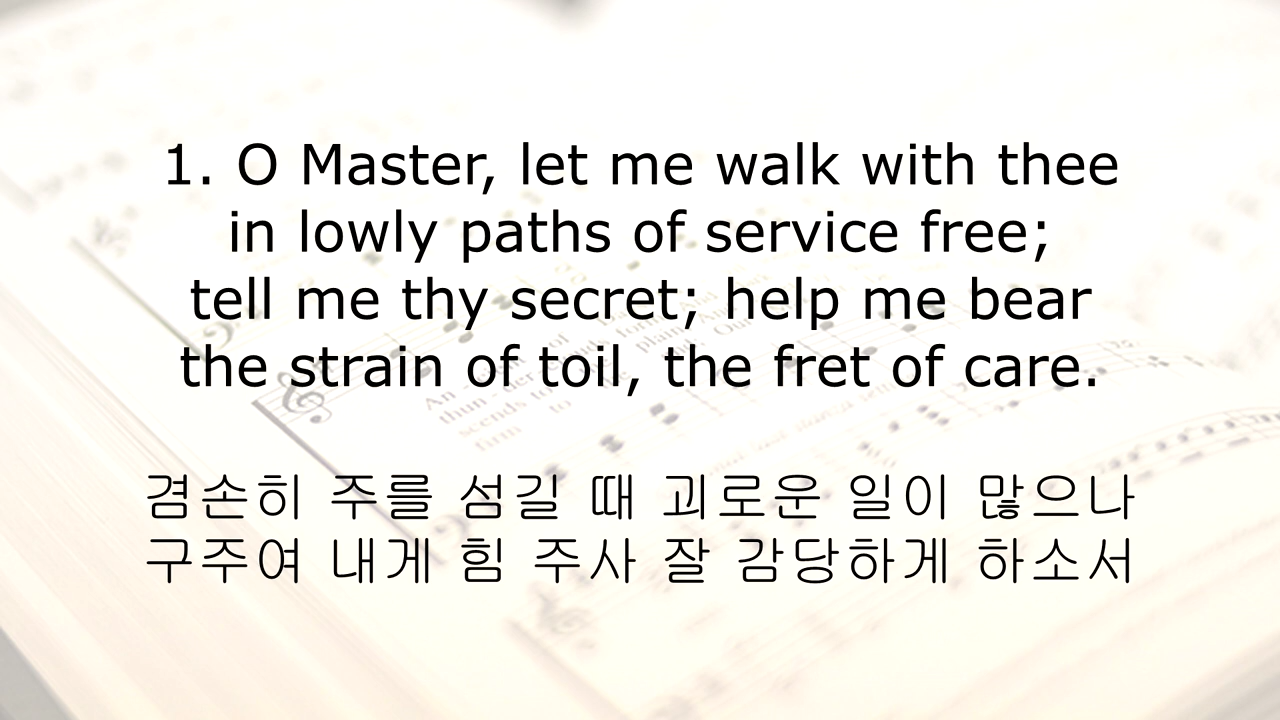 1. O Master, let me walk with thee
in lowly paths of service free;
tell me thy secret; help me bear
the strain of toil, the fret of care.
겸손히 주를 섬길 때 괴로운 일이 많으나
구주여 내게 힘 주사 잘 감당하게 하소서